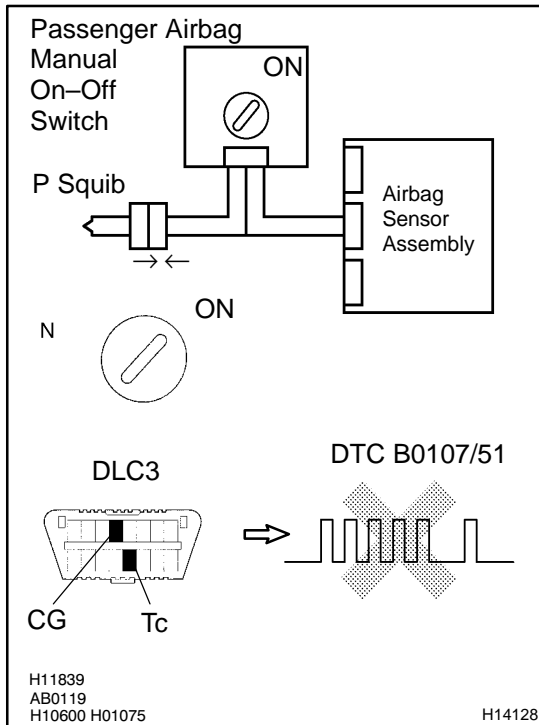 Passenger Airbag
Manual
On–Off
Switch
ON
P Squib
Airbag
Sensor
Assembly
N
ON
DLC3
DTC B0107/51
CG
Tc
H11839
AB0119
H10600 H01075
H14128